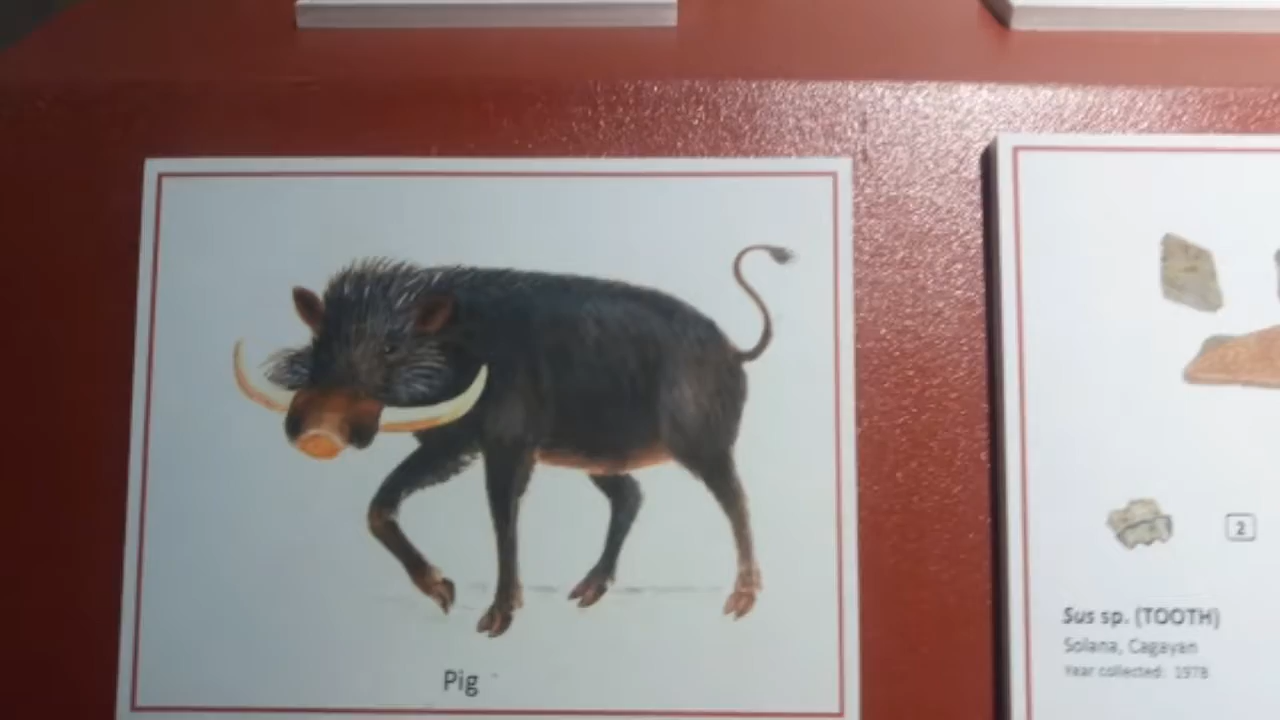 Pig
2
Sus sp. (TOOTH)
Solana, Cagayan
Year collected: 1978